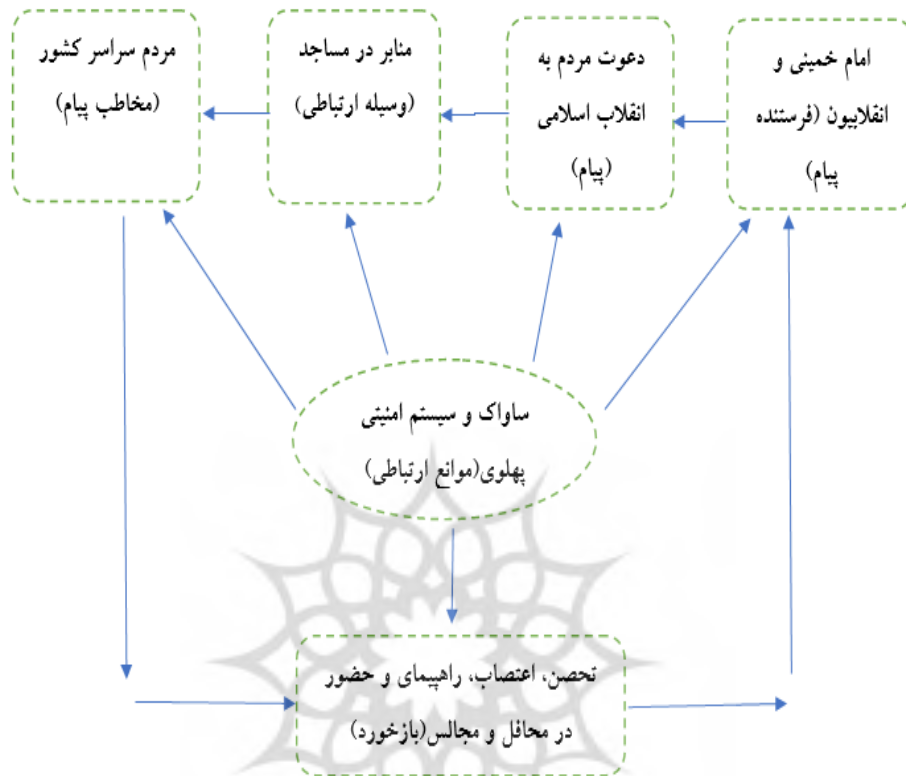 امام خمینی و
انقلابیون (فرستنده
پیام)
دعوت مردم به
انقلاب اسلامی
(پیام)
منابر در مساجد
(وسیله ارتباطی)
مردم سراسر کشور
(مخاطب پیام)
ساواک و سیستم امنیتی
پهلوی(موانع ارتباطی)
تحصن، اعتصاب، راهپیمای و حضور
در محافل و مجالس(بازخورد)